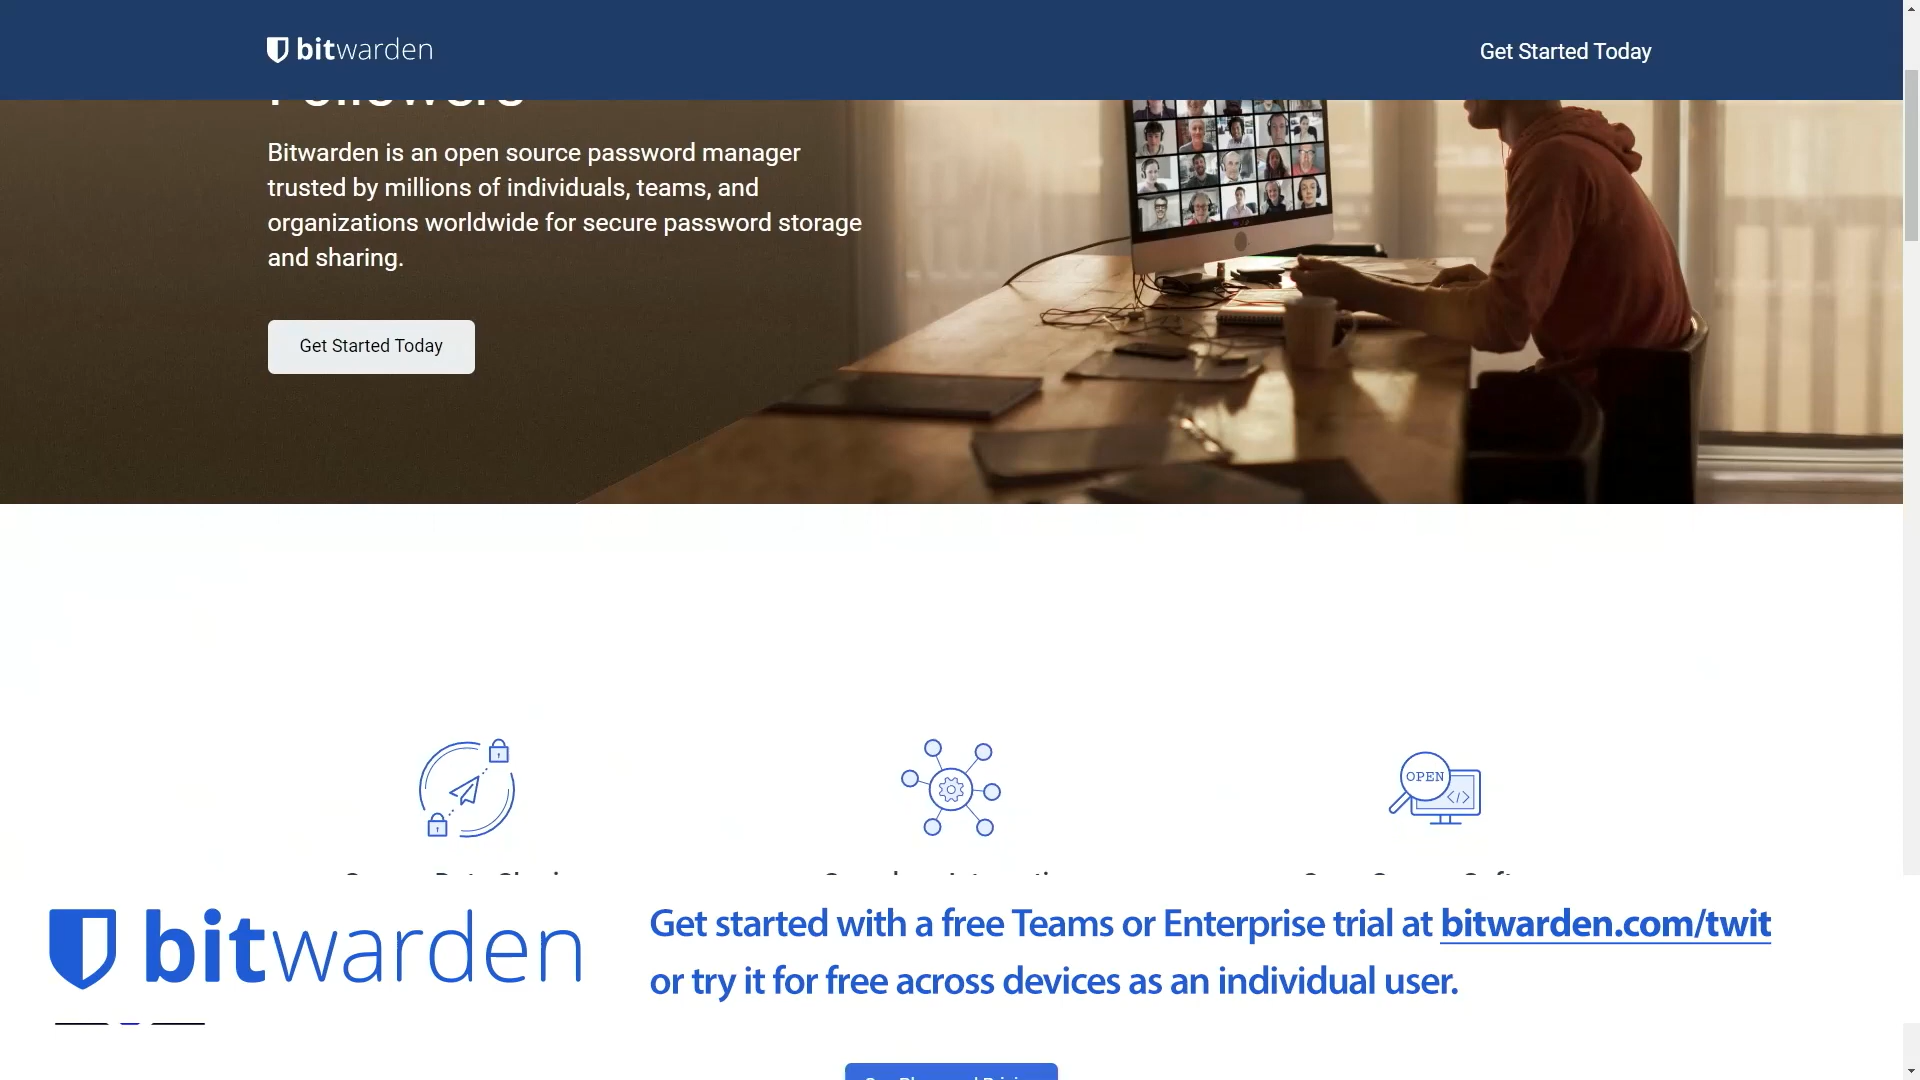 bitwarden
Get Started Today
Bitwarden is an open source password manager
trusted by millions of individuals, teams, and
organizations worldwide for secure password storage
and sharing.
Get Started Today
OPEN
</>
bitwarden
Get started with a free Teams or Enterprise trial at bitwarden.com/twit
or try it for free across devices as an individual user.